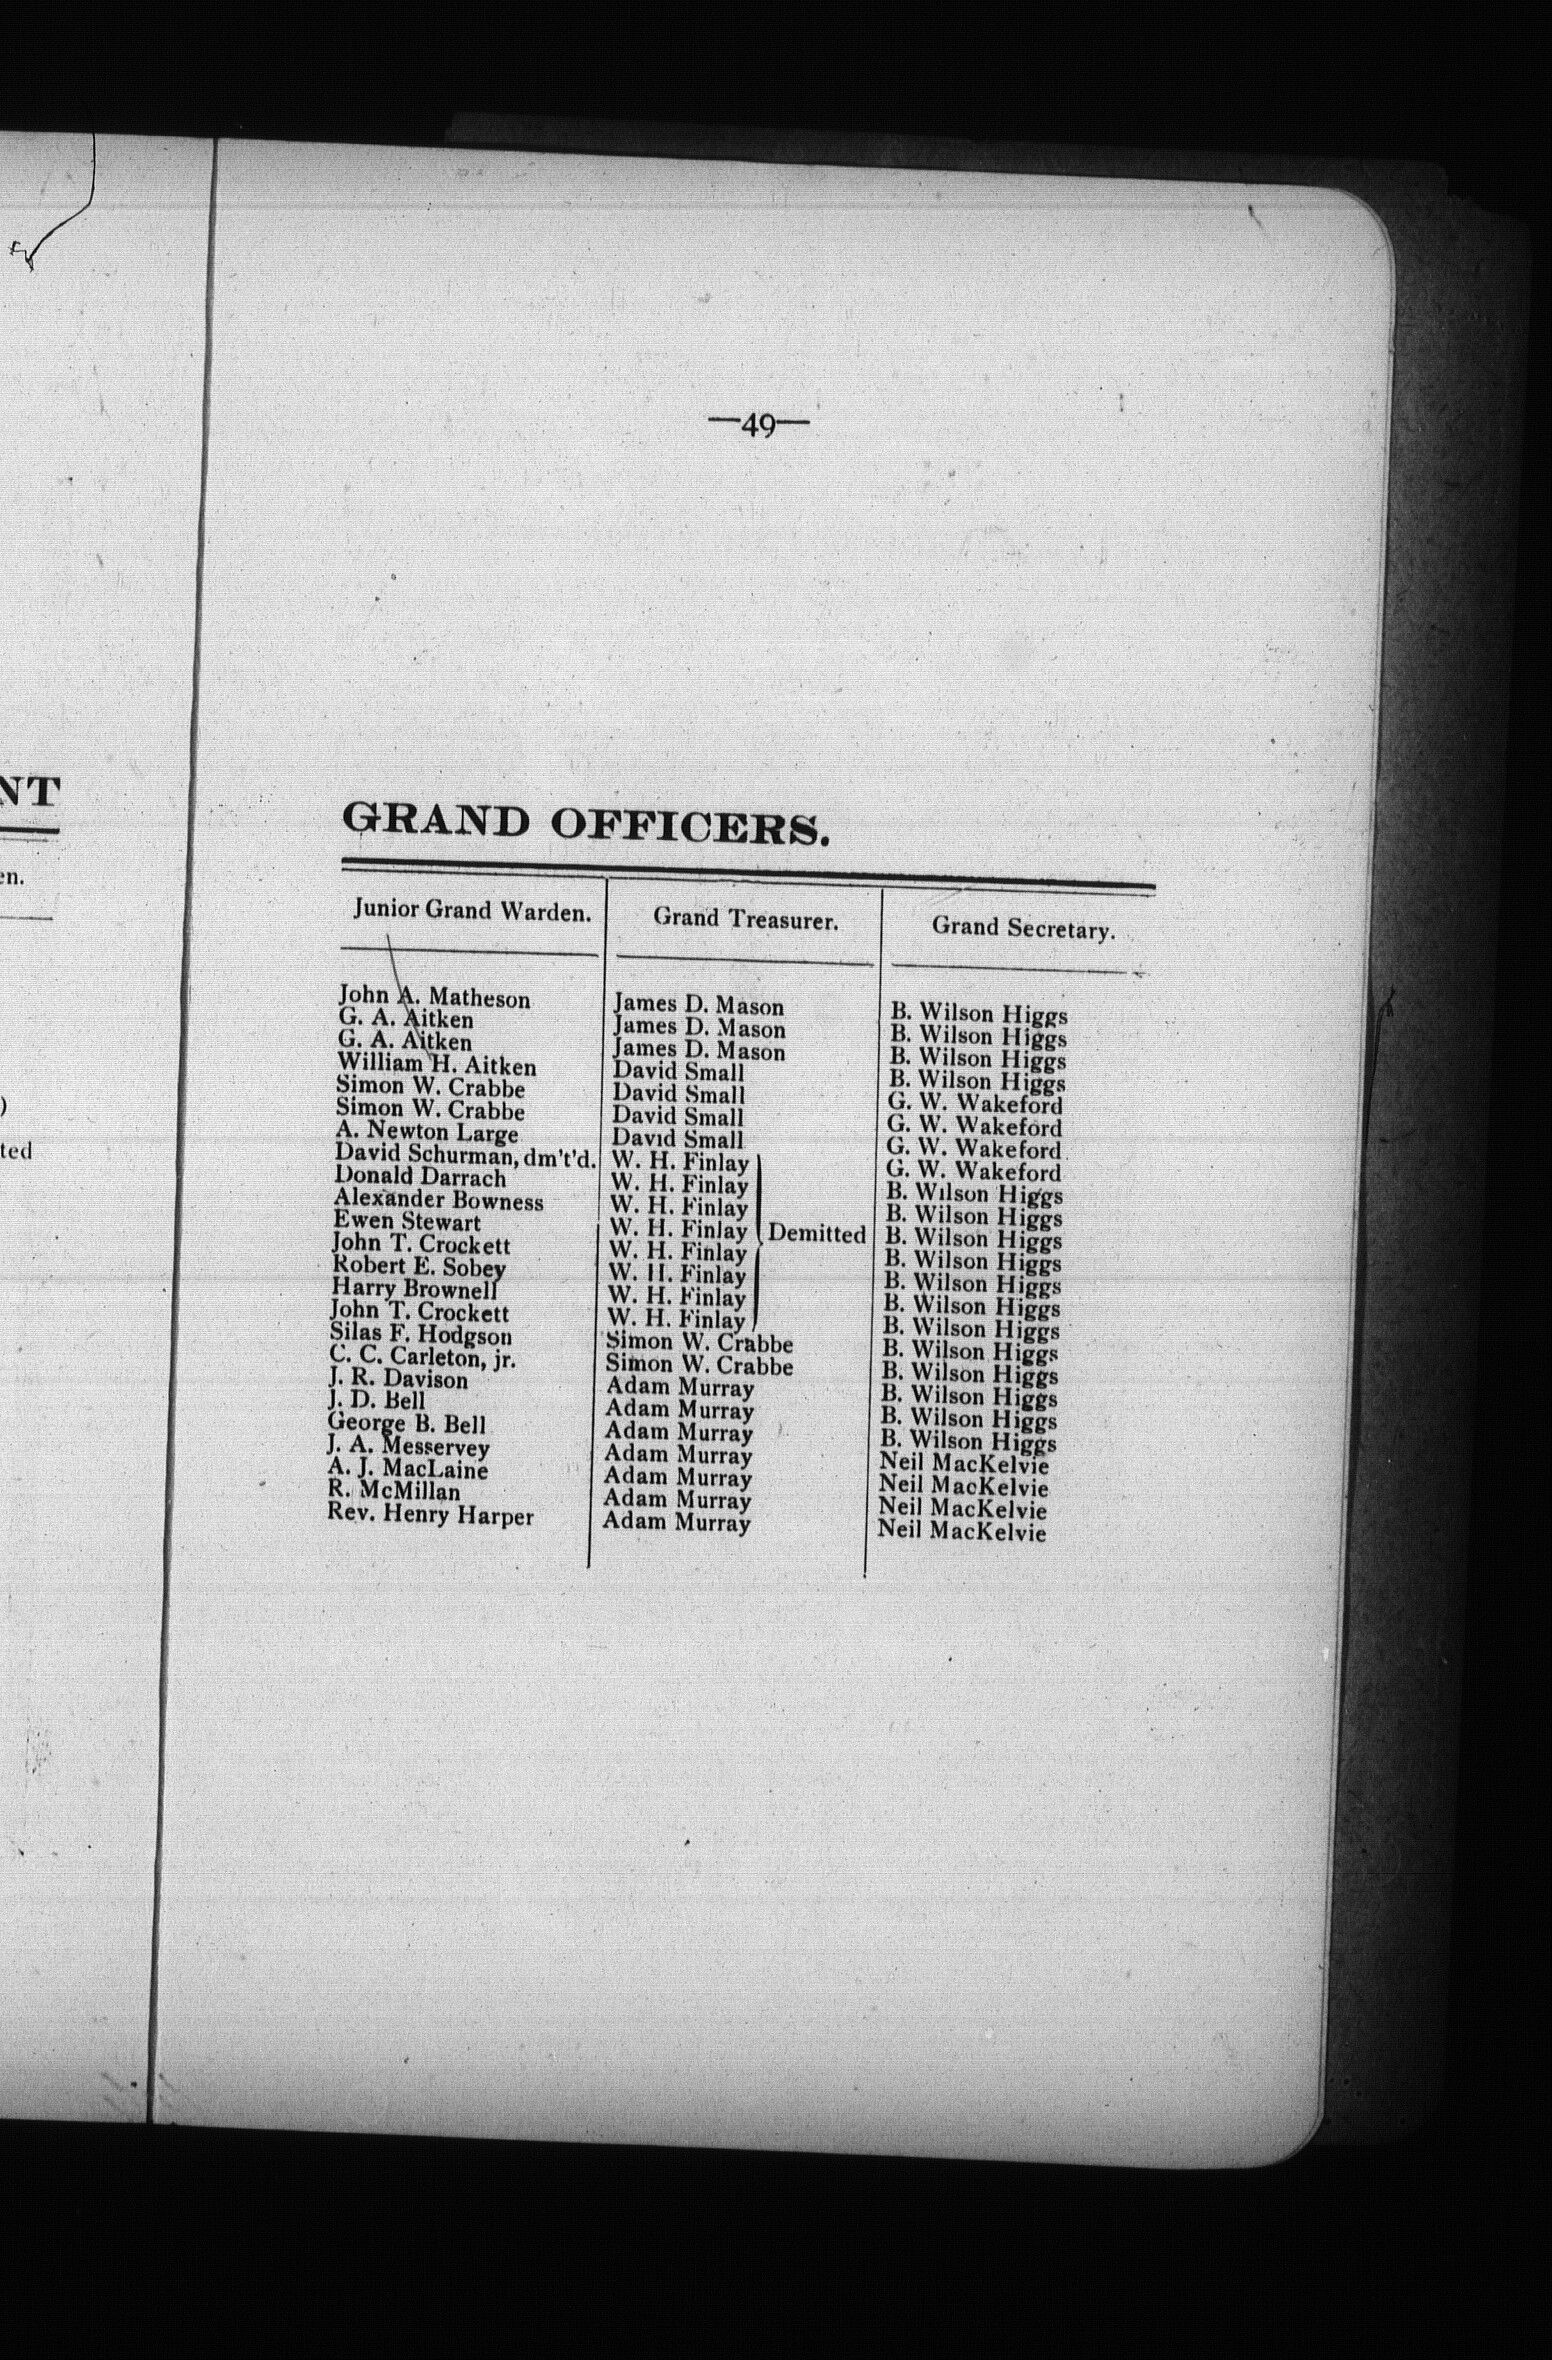 —49—
NT
en.
)
ted
GRAND OFFICERS.
Junior Grand Warden. Grand Treasurer. Grand Secretary.
John A. Matheson James D. Mason B. Wilson Higgs
G. A. Aitken James D. Mason B. Wilson Higgs
G. A. Aitken James D. Mason B. Wilson Higgs
William H. Aitken David Small B. Wilson Higgs
Simon W. Crabbe David Small G. W. Wakeford
Simon W. Crabbe David Small G. W. Wakeford
A. Newton Large David Small G. W. Wakeford
David Schurman, dm't'd. W. H. Finlay G. W. Wakeford
Donald Darrach W. H. Finlay B. Wilson Higgs
Alexander Bowness W. H. Finlay B. Wilson Higgs
Ewen Stewart W. H. Finlay Demitted B. Wilson Higgs
John T. Crockett W. H. Finlay B. Wilson Higgs
Robert E. Sobey W. H. Finlay B. Wilson Higgs
Harry Brownell W. H. Finlay B. Wilson Higgs
John T. Crockett W. H. Finlay B. Wilson Higgs
Silas F. Hodgson Simon W. Crabbe B. Wilson Higgs
C. C. Carleton, jr. Simon W. Crabbe B. Wilson Higgs
J. R. Davison Adam Murray B. Wilson Higgs
J. D. Bell Adam Murray B. Wilson Higgs
George B. Bell Adam Murray B. Wilson Higgs
J. A. Messervey Adam Murray Neil MacKelvie
A. J. MacLaine Adam Murray Neil MacKelvie
R. McMillan Adam Murray Neil MacKelvie
Rev. Henry Harper Adam Murray Neil MacKelvie